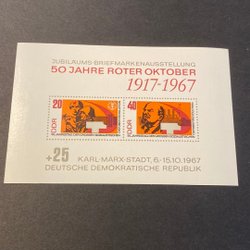 JUBILÄUMS-BRIEFMARKENAUSSTELLUNG
50 JAHRE ROTER OKTOBER
1917-1967
20
40
DDR
DDR
+25
KARL-MARX-STADT, 6.-15.10.1967
DEUTSCHE DEMOKRATISCHE REPUBLIK